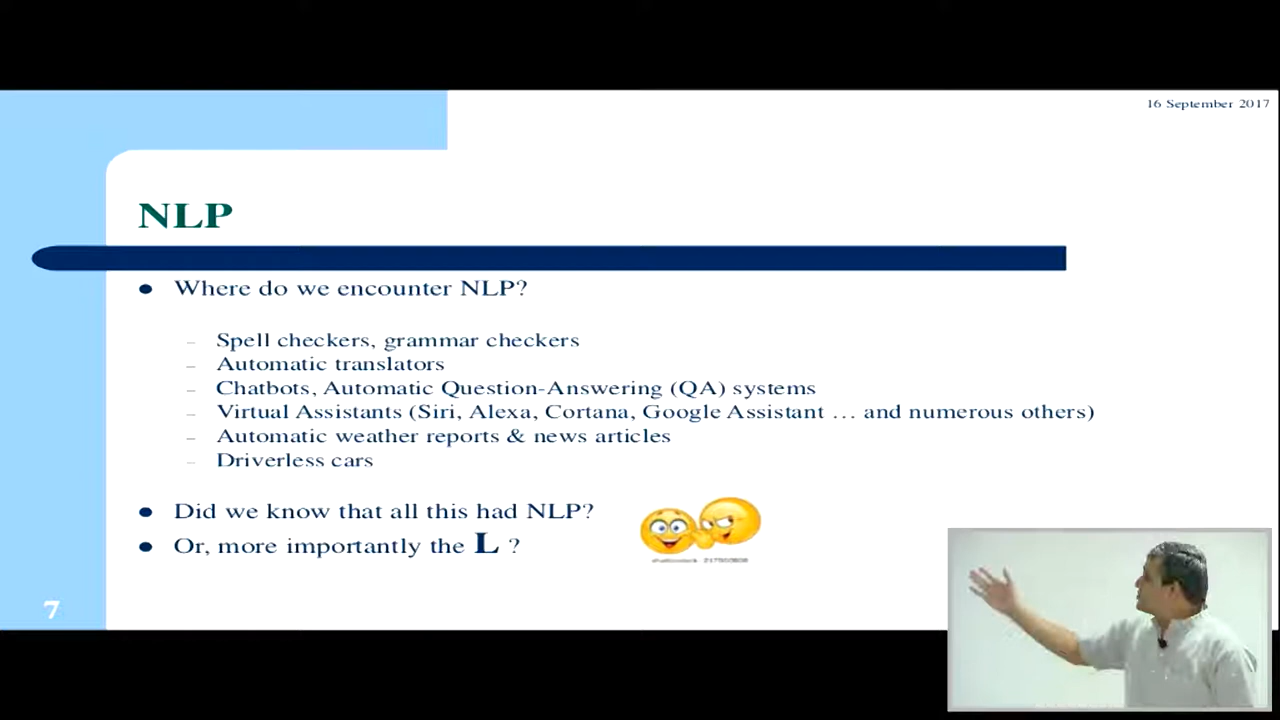 16 September 2017
NLP
Where do we encounter NLP?
– Spell checkers, grammar checkers
– Automatic translators
– Chatbots, Automatic Question-Answering (QA) systems
– Virtual Assistants (Siri, Alexa, Cortana, Google Assistant … and numerous others)
– Automatic weather reports & news articles
– Driverless cars
Did we know that all this had NLP?
Or, more importantly the L ?
7